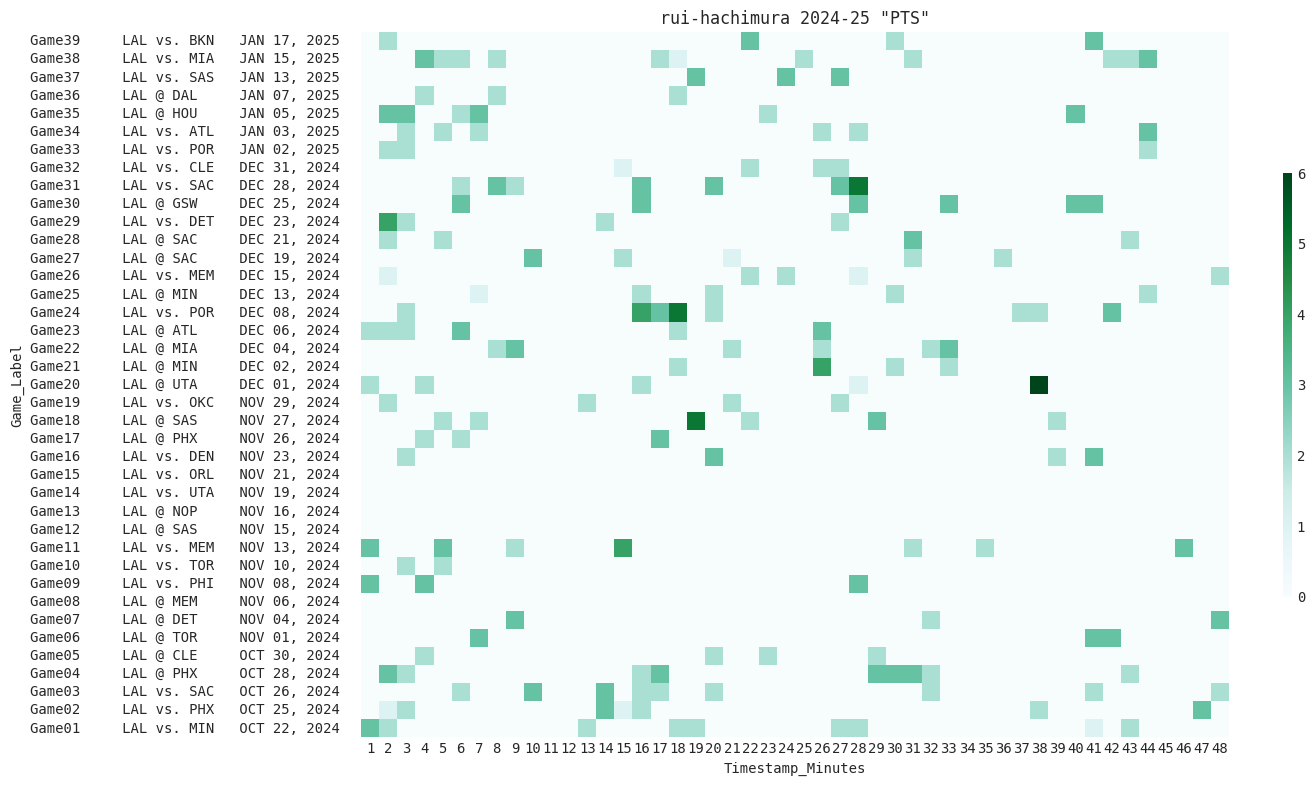 rui-hachimura 2024-25 "PTS"
Game39 LAL vs. BKN JAN 17, 2025
Game38 LAL vs. MIA JAN 15, 2025
Game37 LAL vs. SAS JAN 13, 2025
Game36 LAL @ DAL JAN 07, 2025
Game35 LAL @ HOU JAN 05, 2025
Game34 LAL vs. ATL JAN 03, 2025
Game33 LAL vs. POR JAN 02, 2025
Game32 LAL vs. CLE DEC 31, 2024
Game31 LAL vs. SAC DEC 28, 2024
Game30 LAL @ GSW DEC 25, 2024
Game29 LAL vs. DET DEC 23, 2024
Game28 LAL @ SAC DEC 21, 2024
Game27 LAL @ SAC DEC 19, 2024
Game26 LAL vs. MEM DEC 15, 2024
Game25 LAL @ MIN DEC 13, 2024
Game24 LAL vs. POR DEC 08, 2024
Game23 LAL @ ATL DEC 06, 2024
Game22 LAL @ MIA DEC 04, 2024
Game21 LAL @ MIN DEC 02, 2024
Game20 LAL @ UTA DEC 01, 2024
Game19 LAL vs. OKC NOV 29, 2024
Game18 LAL @ SAS NOV 27, 2024
Game17 LAL @ PHX NOV 26, 2024
Game16 LAL vs. DEN NOV 23, 2024
Game15 LAL vs. ORL NOV 21, 2024
Game14 LAL vs. UTA NOV 19, 2024
Game13 LAL @ NOP NOV 16, 2024
Game12 LAL @ SAS NOV 15, 2024
Game11 LAL vs. MEM NOV 13, 2024
Game10 LAL vs. TOR NOV 10, 2024
Game09 LAL vs. PHI NOV 08, 2024
Game08 LAL @ MEM NOV 06, 2024
Game07 LAL @ DET NOV 04, 2024
Game06 LAL @ TOR NOV 01, 2024
Game05 LAL @ CLE OCT 30, 2024
Game04 LAL @ PHX OCT 28, 2024
Game03 LAL vs. SAC OCT 26, 2024
Game02 LAL vs. PHX OCT 25, 2024
Game01 LAL vs. MIN OCT 22, 2024
Game_Label
1 2 3 4 5 6 7 8 9 10 11 12 13 14 15 16 17 18 19 20 21 22 23 24 25 26 27 28 29 30 31 32 33 34 35 36 37 38 39 40 41 42 43 44 45 46 47 48
Timestamp_Minutes
6
5
4
3
2
1
0